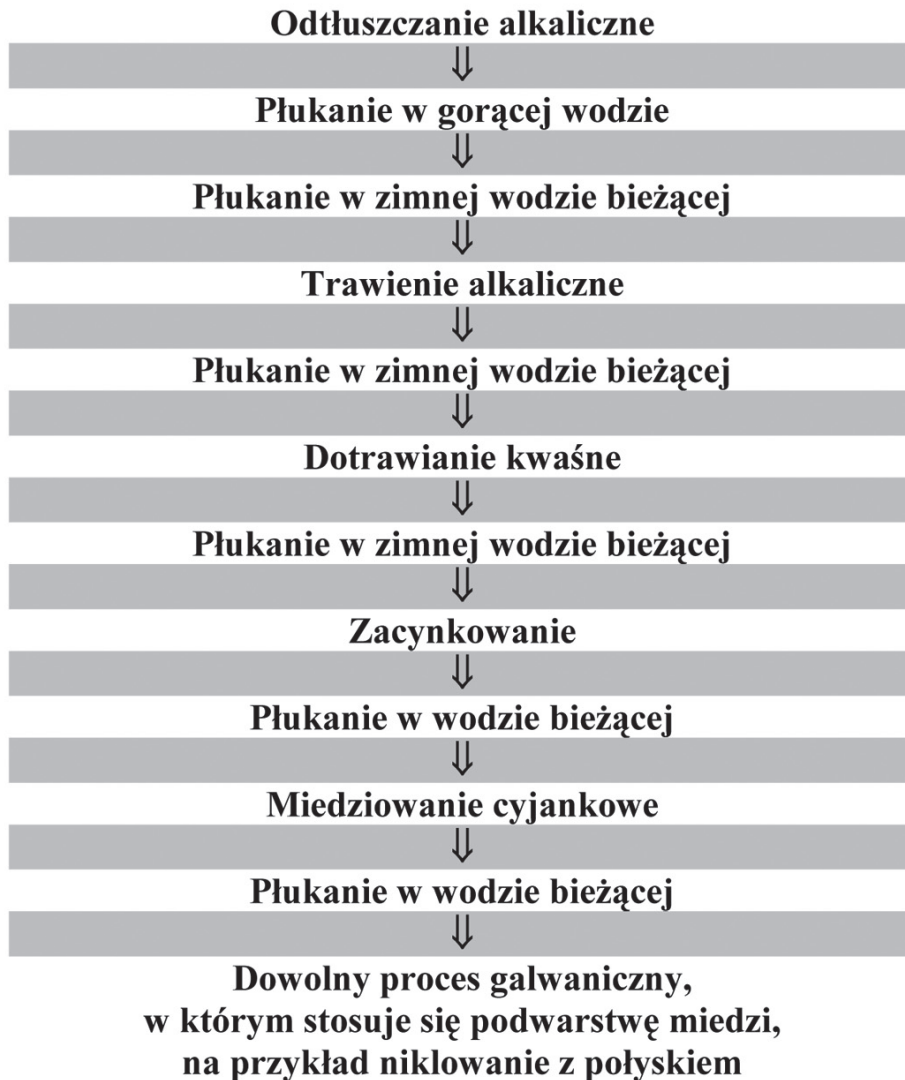 Odtłuszczanie alkaliczne
⇓
Płukanie w gorącej wodzie
⇓
Płukanie w zimnej wodzie bieżącej
⇓
Trawienie alkaliczne
⇓
Płukanie w zimnej wodzie bieżącej
⇓
Dotrawianie kwaśne
⇓
Płukanie w zimnej wodzie bieżącej
⇓
Zacynkowanie
⇓
Płukanie w wodzie bieżącej
⇓
Miedziowanie cyjankowe
⇓
Płukanie w wodzie bieżącej
⇓
Dowolny proces galwaniczny,
w którym stosuje się podwarstwę miedzi,
na przykład niklowanie z połyskiem